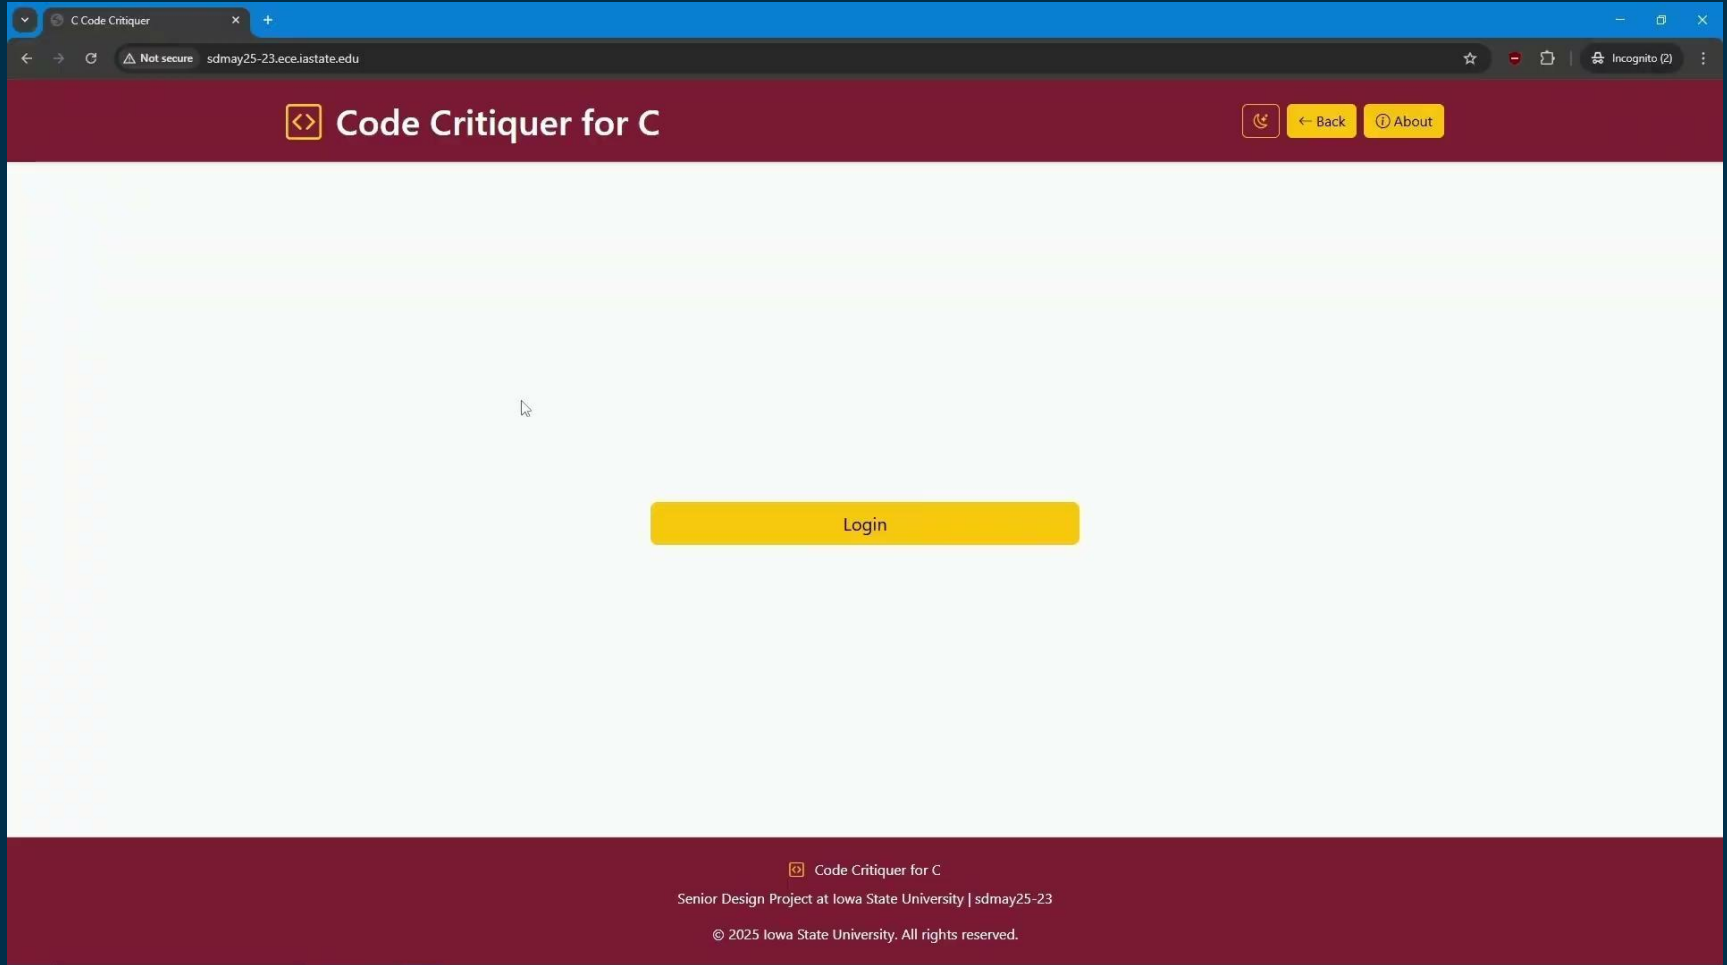 C Code Critiquer
Not secure sdmay25-23.ece.iastate.edu
Incognito (2)
Code Critiquer for C
Back
About
Login
Code Critiquer for C
Senior Design Project at Iowa State University | sdmay25-23
© 2025 Iowa State University. All rights reserved.